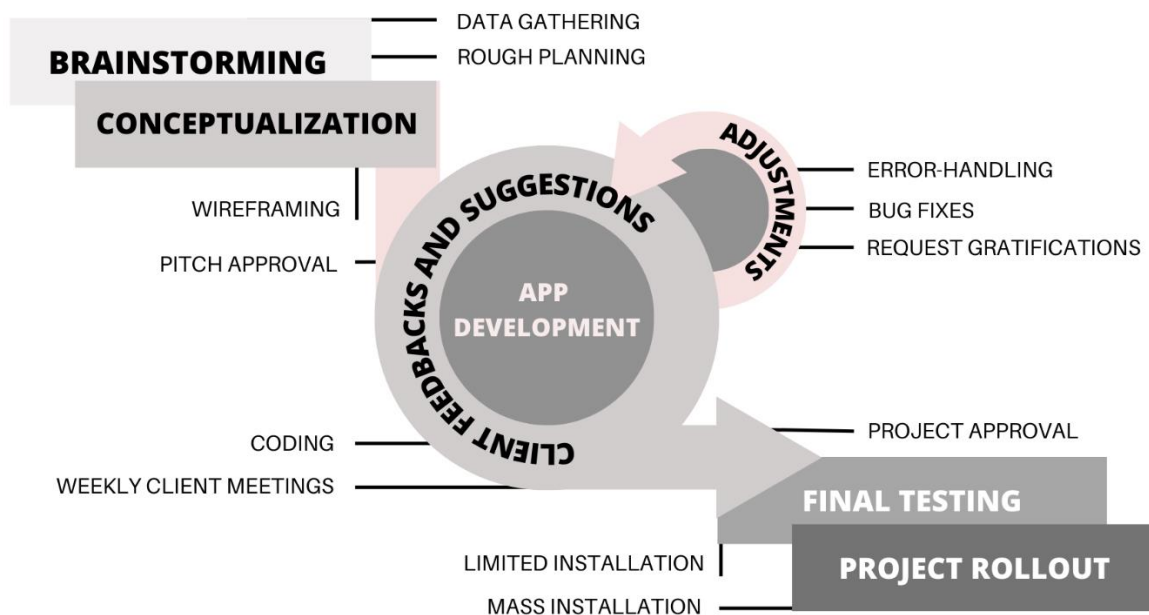 DATA GATHERING
BRAINSTORMING
ROUGH PLANNING
CONCEPTUALIZATION
WIREFRAMING
PITCH APPROVAL
CLIENT FEEDBACKS AND SUGGESTIONS
APP
DEVELOPMENT
ADJUSTMENTS
ERROR-HANDLING
BUG FIXES
REQUEST GRATIFICATIONS
CODING
WEEKLY CLIENT MEETINGS
PROJECT APPROVAL
FINAL TESTING
LIMITED INSTALLATION
PROJECT ROLLOUT
MASS INSTALLATION